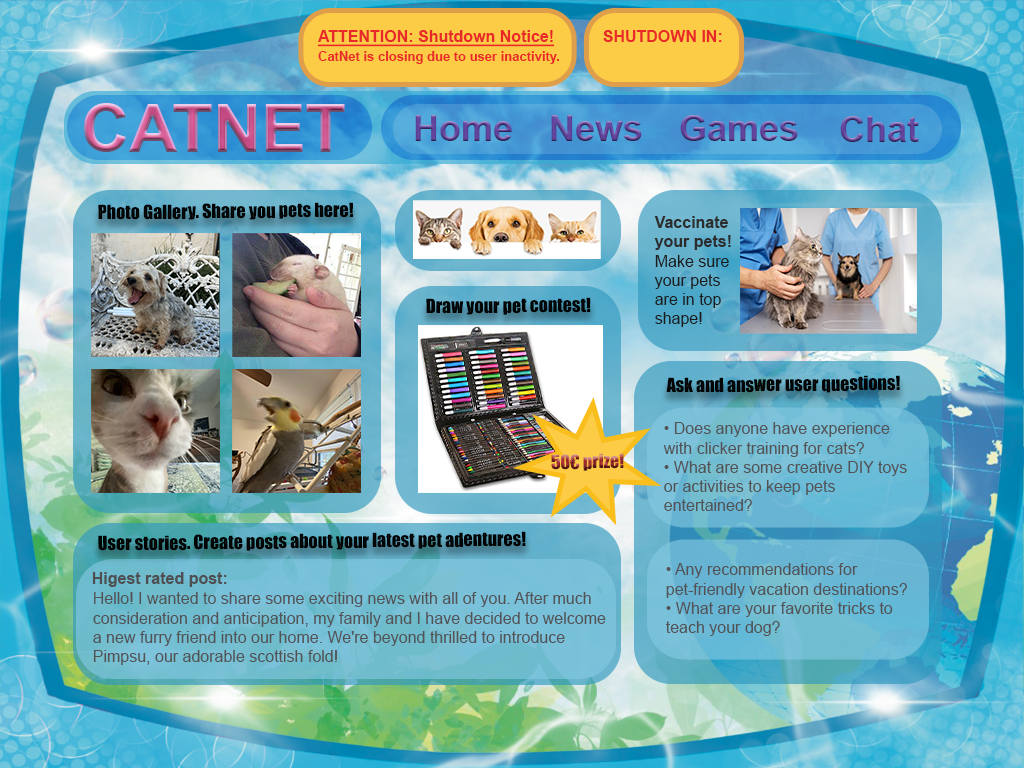 ATTENTION: Shutdown Notice!
CatNet is closing due to user inactivity.
SHUTDOWN IN:
CATNET
Home News Games Chat
Photo Gallery. Share you pets here!
Draw your pet contest!
50€ prize!
Vaccinate
your pets!
Make sure
your pets
are in top
shape!
Ask and answer user questions!
• Does anyone have experience
with clicker training for cats?
• What are some creative DIY toys
or activities to keep pets
entertained?
• Any recommendations for
pet-friendly vacation destinations?
• What are your favorite tricks to
teach your dog?
User stories. Create posts about your latest pet adentures!
Higest rated post:
Hello! I wanted to share some exciting news with all of you. After much
consideration and anticipation, my family and I have decided to welcome
a new furry friend into our home. We're beyond thrilled to introduce
Pimpsu, our adorable scottish fold!